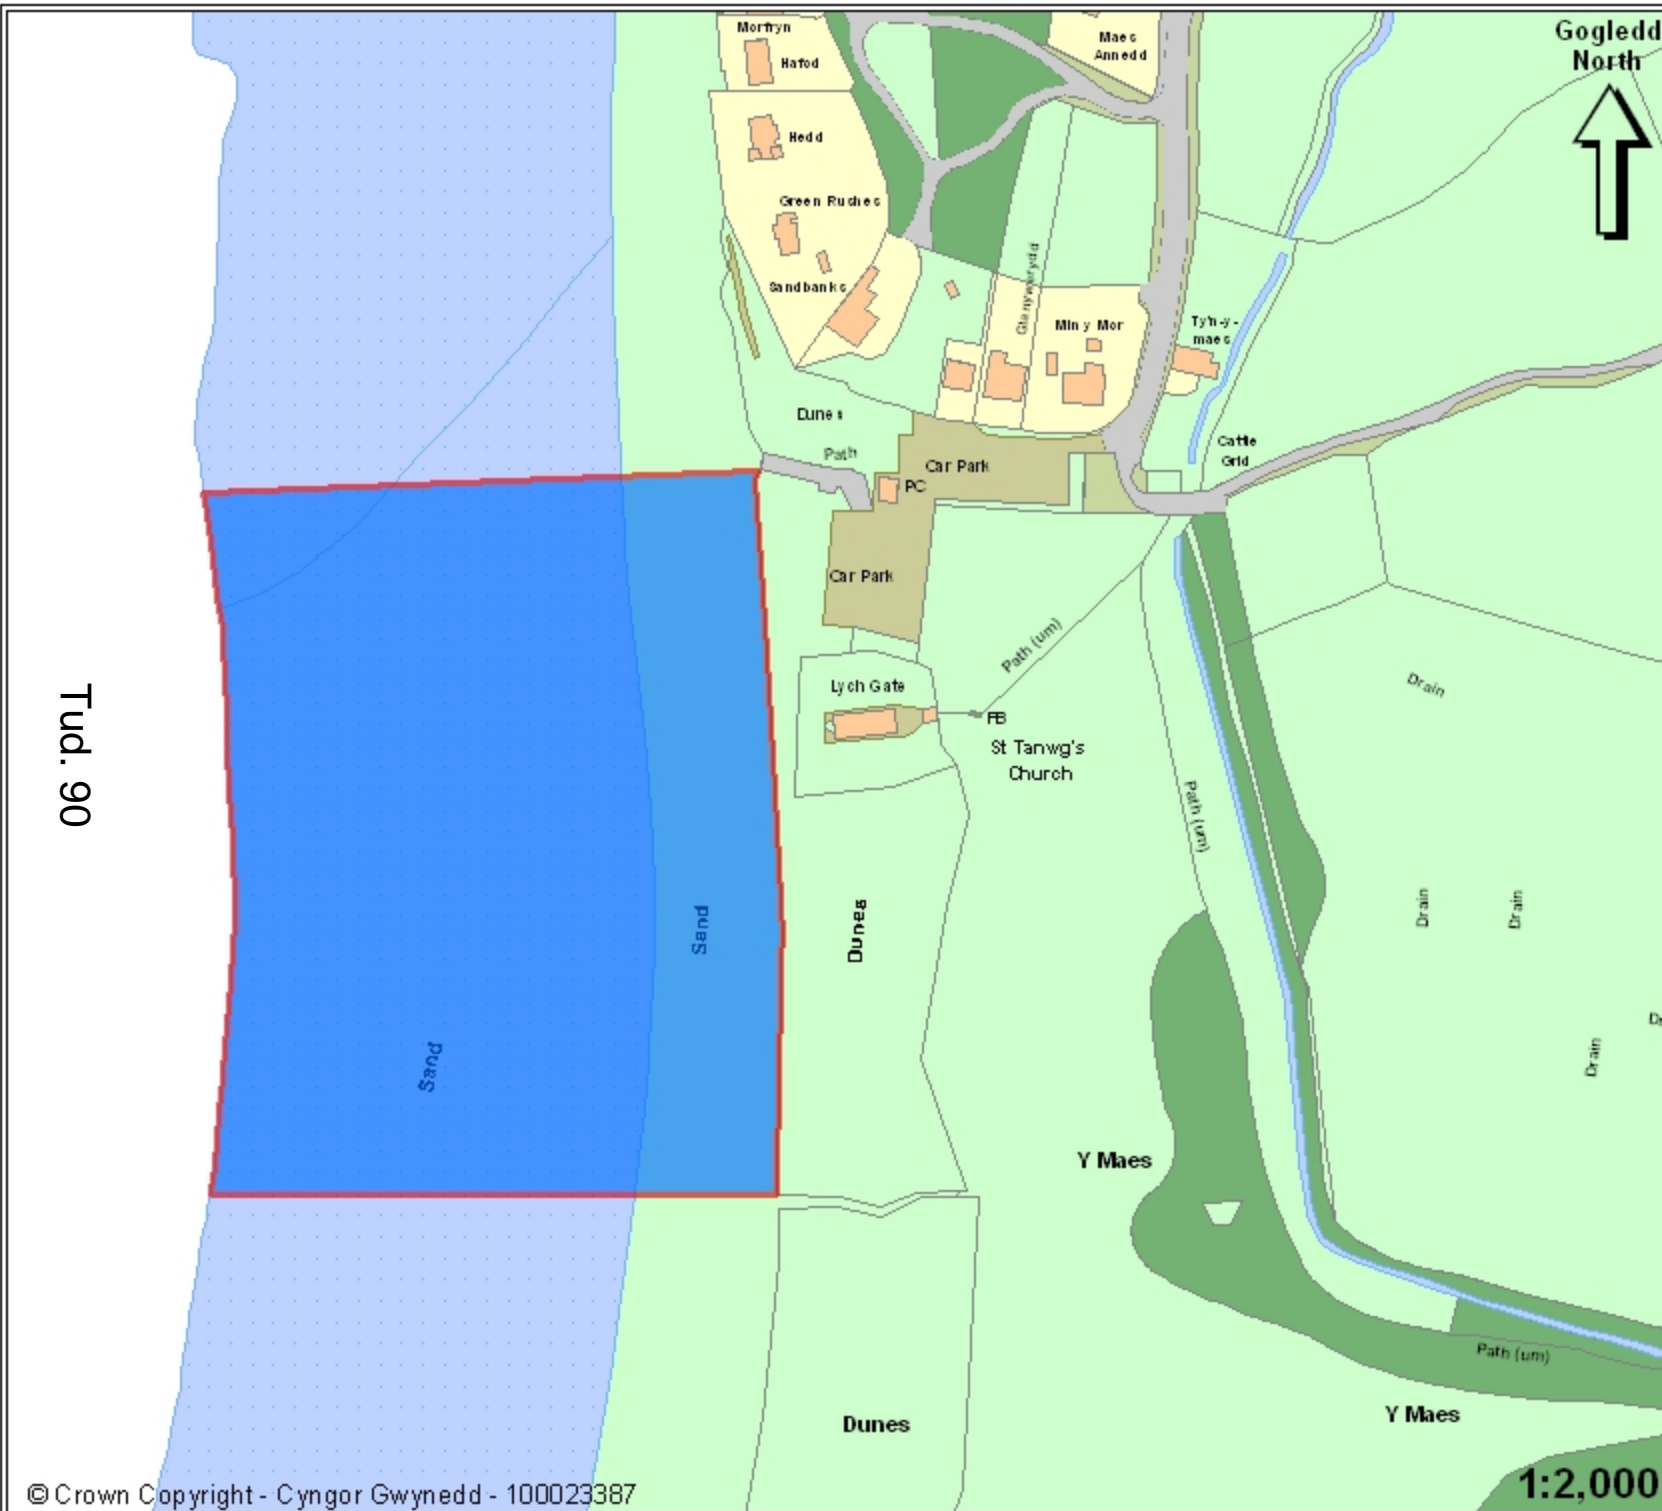 Morfryn
Hafod
Maes
Annedd
Gogledd
North
Hedd
Green Rushes
Sandbanks
Glanywerydd
Min y Mor
Ty'n-y-
maes
Dunes
Path
Car Park
PC
Cattle
Grid
Car Park
Path (um)
Lych Gate
FB
St Tanwg's
Church
Drain
Tud. 90
Path (um)
Sand
Dunes
Drain
Drain
Drain
Sand
Y Maes
Path (um)
Dunes
Y Maes
© Crown Copyright - Cyngor Gwynedd - 100023387
1:2,000